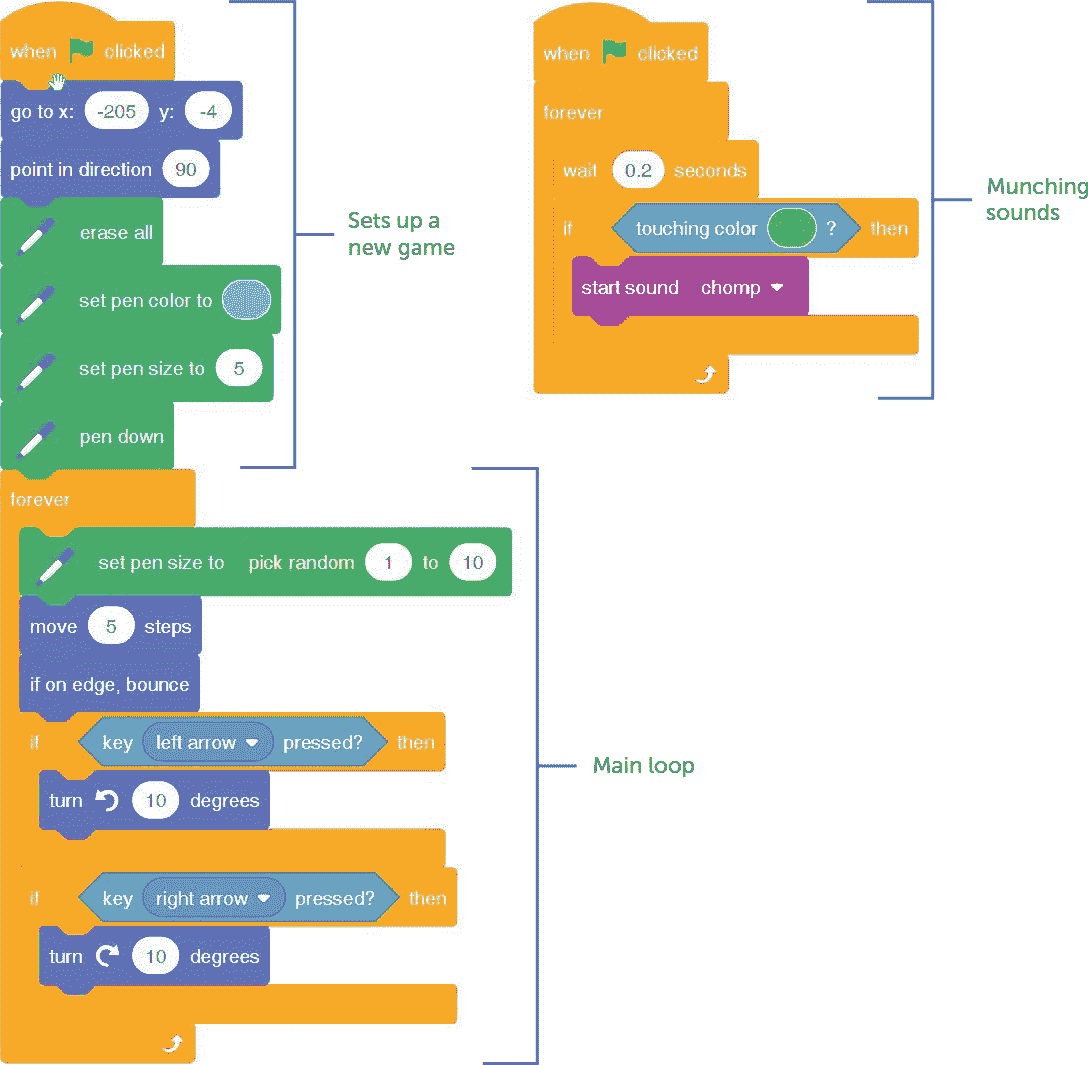 when clicked
go to x: -205 y: -4
point in direction 90
erase all
set pen color to
set pen size to 5
pen down
Sets up a
new game
forever
set pen size to pick random 1 to 10
move 5 steps
if on edge, bounce
if key left arrow pressed? then
turn 10 degrees
if key right arrow pressed? then
turn 10 degrees
Main loop
when clicked
forever
wait 0.2 seconds
if touching color ? then
start sound chomp
Munching
sounds